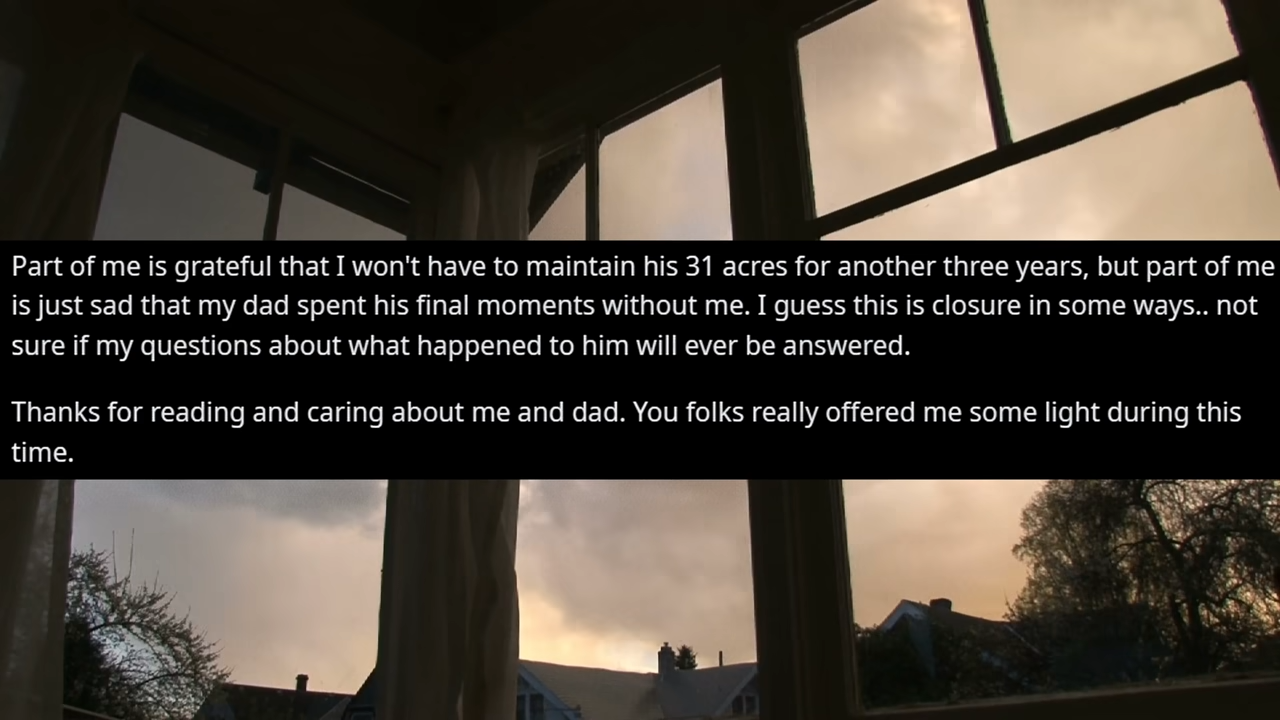 Part of me is grateful that I won't have to maintain his 31 acres for another three years, but part of me
is just sad that my dad spent his final moments without me. I guess this is closure in some ways.. not
sure if my questions about what happened to him will ever be answered.
Thanks for reading and caring about me and dad. You folks really offered me some light during this
time.